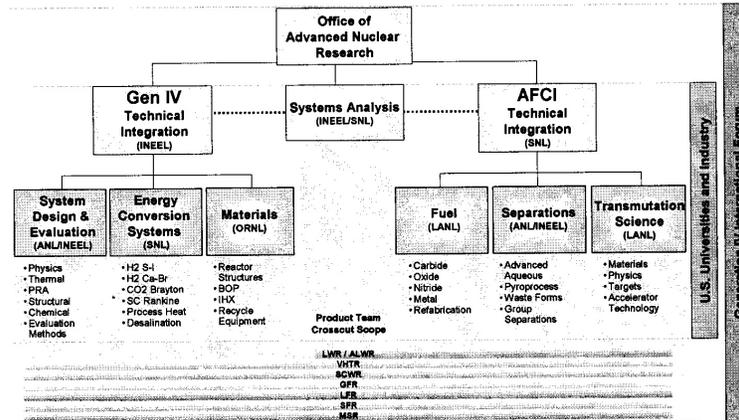 Office of
Advanced Nuclear
Research
Gen IV
Technical
Integration
(INEEL)
Systems Analysis
(INEEL/SNL)
AFCI
Technical
Integration
(SNL)
System
Design &
Evaluation
(ANL/INEEL)
Energy
Conversion
Systems
(SNL)
Materials
(ORNL)
Fuel
(LANL)
Separations
(ANL/INEEL)
Transmutation
Science
(LANL)
•Physics
•Thermal
•PRA
•Structural
•Chemical
•Evaluation
Methods
•H2 S-I
•H2 Ca-Br
•CO2 Brayton
•SC Rankine
•Process Heat
•Desalination
•Reactor
Structures
•BOP
•IHX
•Recycle
Equipment
•Carbide
•Oxide
•Nitride
•Metal
•Refabrication
•Advanced
Aqueous
•Pyroprocess
•Waste Forms
•Group
Separations
•Materials
•Physics
•Targets
•Accelerator
Technology
Product Team
Crosscut Scope
LWR / ALWR
VHTR
SCWR
GFR
LFR
SFR
MSR
U.S. Universities and Industry